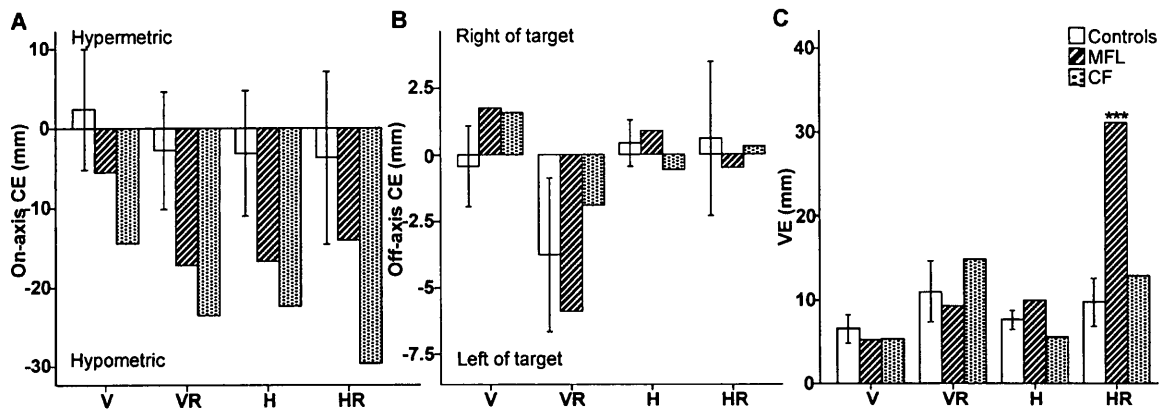 A
Hypermetric
10
0
-10
-20
-30
On-axis CE (mm)
Hypometric
V VR H HR
B
Right of target
2.5
0
-2.5
-5
-7.5
Off-axis CE (mm)
Left of target
V VR H HR
C
40
30
20
10
0
VE (mm)
Controls
MFL
CF
***
V VR H HR